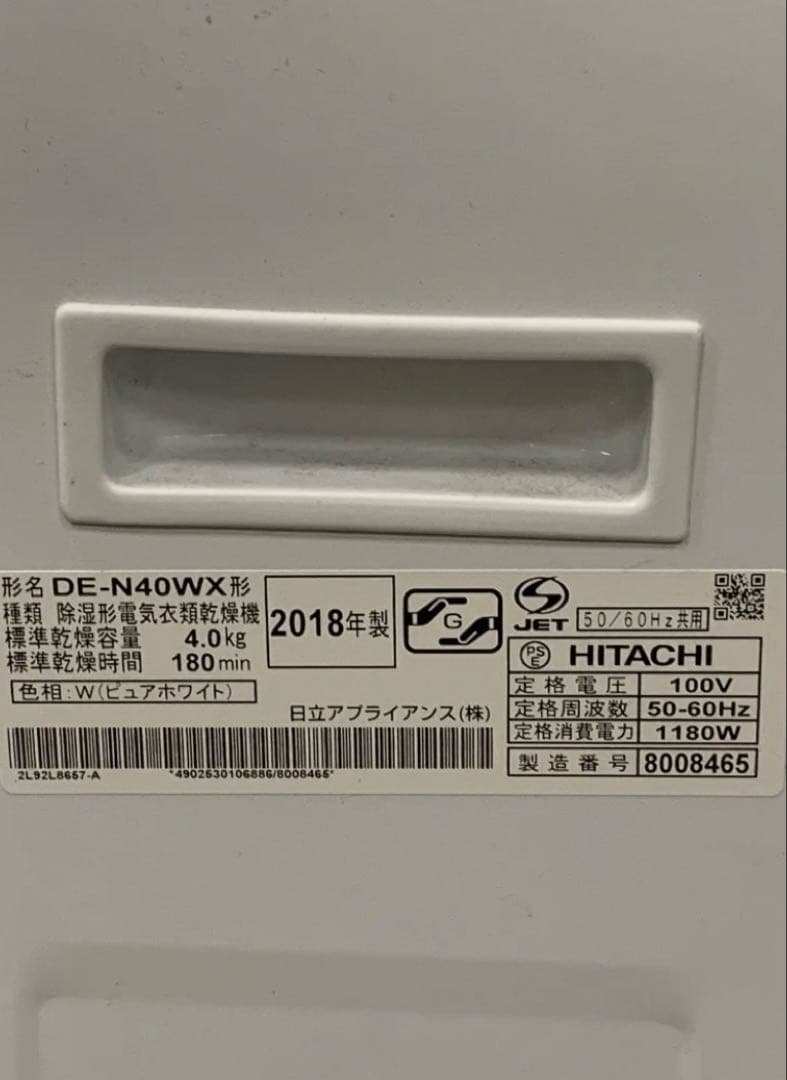 形名 DE-N40WX形
種類 除湿形電気衣類乾燥機
標準乾燥容量 4.0kg
標準乾燥時間 180min
色相:W(ピュアホワイト)
2018年製
G
日立アプライアンス(株)
2L92L8657-A
*4902530106886/8008465*
JET
50/60Hz共用
PS
E
HITACHI
定格電圧 100V
定格周波数 50-60Hz
定格消費電力 1180W
製造番号 8008465